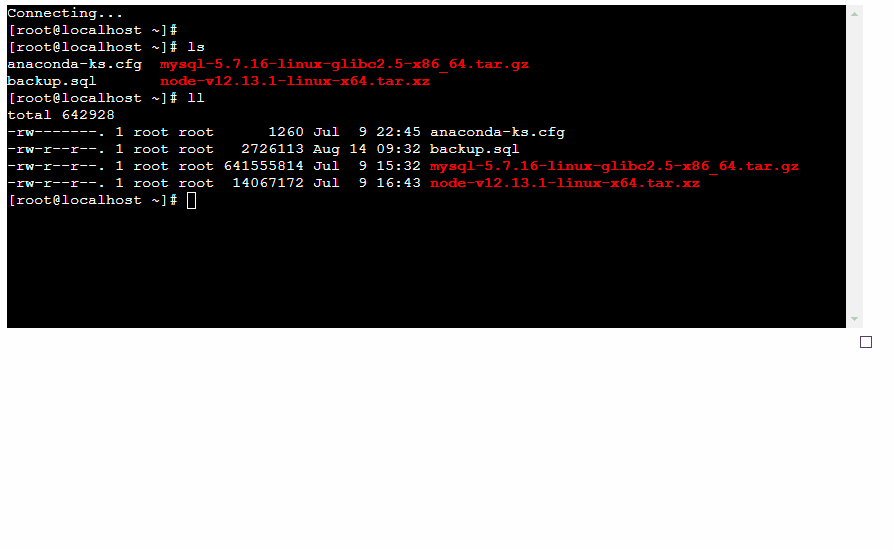 Connecting...
[root@localhost ~]#
[root@localhost ~]# ls
anaconda-ks.cfg  mysql-5.7.16-linux-glibc2.5-x86_64.tar.gz
backup.sql       node-v12.13.1-linux-x64.tar.xz
[root@localhost ~]# ll
total 642928
-rw-------. 1 root root      1260 Jul  9 22:45 anaconda-ks.cfg
-rw-r--r--. 1 root root   2726113 Aug 14 09:32 backup.sql
-rw-r--r--. 1 root root 641555814 Jul  9 15:32 mysql-5.7.16-linux-glibc2.5-x86_64.tar.gz
-rw-r--r--. 1 root root  14067172 Jul  9 16:43 node-v12.13.1-linux-x64.tar.xz
[root@localhost ~]#